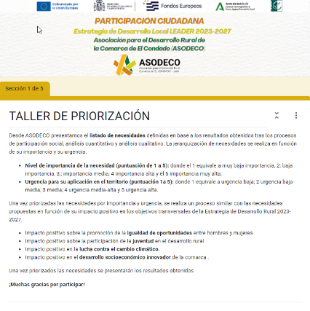 Fondos Europeos
PARTICIPACIÓN CIUDADANA
Estrategia de Desarrollo Local LEADER 2023-2027
Asociación para el Desarrollo Rural de
la Comarca de El Condado (ASODECO)
ASODECO
Sección 1 de 5
TALLER DE PRIORIZACIÓN
Desde ASODECO presentamos el listado de necesidades definidas en base a los resultados obtenidos tras los procesos
de participación social, análisis cuantitativo y análisis cualitativo. La jerarquización de necesidades se realiza en función
de su importancia y su urgencia.
Nivel de importancia de la necesidad (puntuación de 1 a 5): donde el 1 equivale a muy baja importancia, 2: baja
importancia, 3: importancia media, 4 importancia alta y el 5 importancia muy alta.
Urgencia para su aplicación en el territorio (puntuación 1a 5): donde 1 equivale a urgencia baja; 2 urgencia bajo
media; 3 media; 4 urgencia media-alta y 5 urgencia alta.
Una vez priorizadas las necesidades por importancia y urgencia, se realiza un proceso similar con las necesidades
propuestas en función de su impacto positivo en los objetivos transversales de la Estrategia de Desarrollo Rural 2023-
2027.
Impacto positivo sobre la promoción de la igualdad de oportunidades entre hombres y mujeres
Impacto positivo sobre la participación de la juventud en el desarrollo rural
Impacto positivo en la lucha contra el cambio climático.
Impacto positivo en el desarrollo socioeconómico innovador de la comarca.
Una vez priorizados las necesidades se presentarán los resultados obtenidos
¡Muchas gracias por participar!